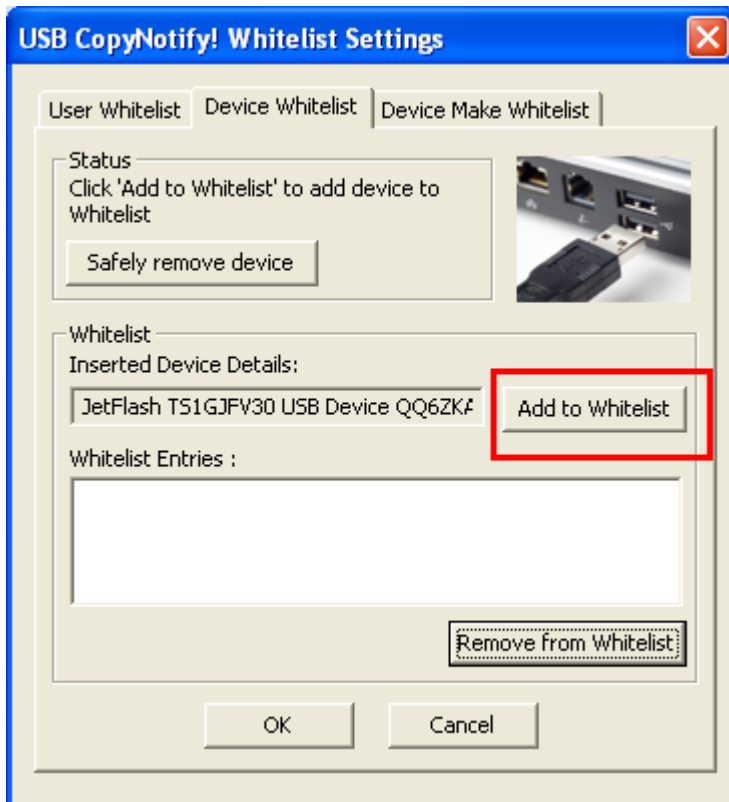 USB CopyNotify! Whitelist Settings
User Whitelist
Device Whitelist
Device Make Whitelist
Status
Click 'Add to Whitelist' to add device to
Whitelist
Safely remove device
Whitelist
Inserted Device Details:
JetFlash TS1GJFV30 USB Device QQ6ZKA
Add to Whitelist
Whitelist Entries :
Remove from Whitelist
OK
Cancel